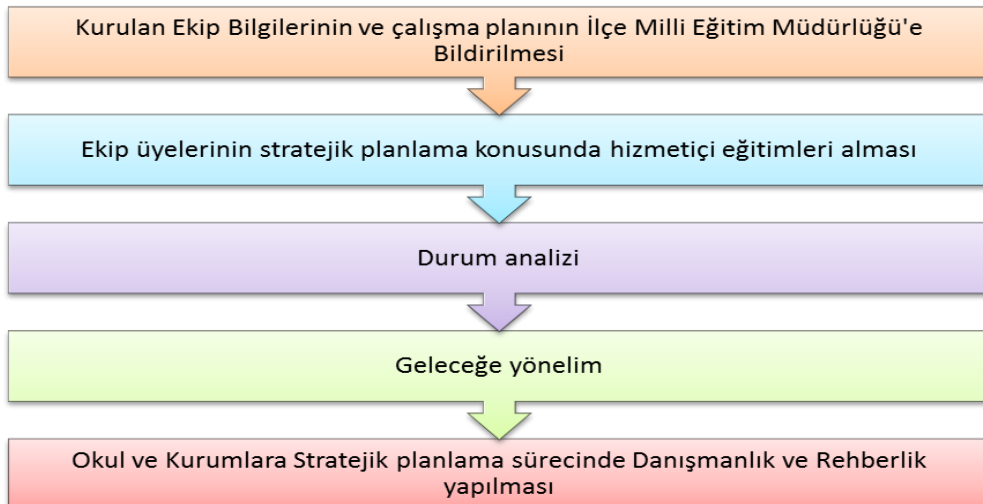 Kurulan Ekip Bilgilerinin ve çalışma planının İlçe Milli Eğitim Müdürlüğü'e
Bildirilmesi
Ekip üyelerinin stratejik planlama konusunda hizmetiçi eğitimleri alması
Durum analizi
Geleceğe yönelim
Okul ve Kurumlara Stratejik planlama sürecinde Danışmanlık ve Rehberlik
yapılması